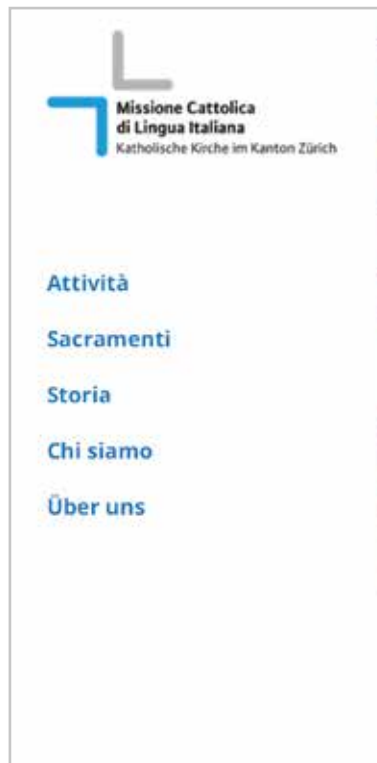 Missione Cattolica
di Lingua Italiana
Katholische Kirche im Kanton Zürich
Attività
Sacramenti
Storia
Chi siamo
Über uns